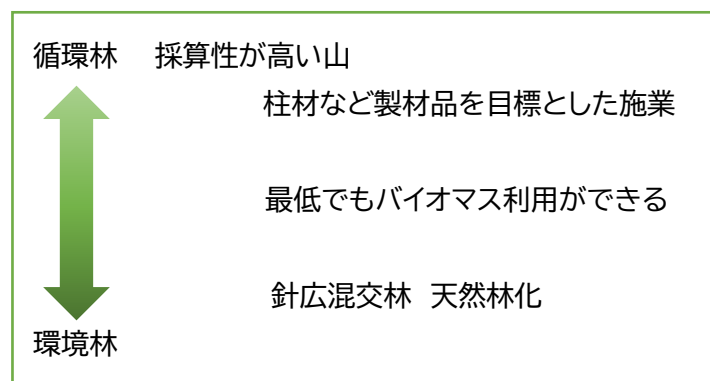 循環林　採算性が高い山
柱材など製材品を目標とした施業
最低でもバイオマス利用ができる
針広混交林　天然林化
環境林